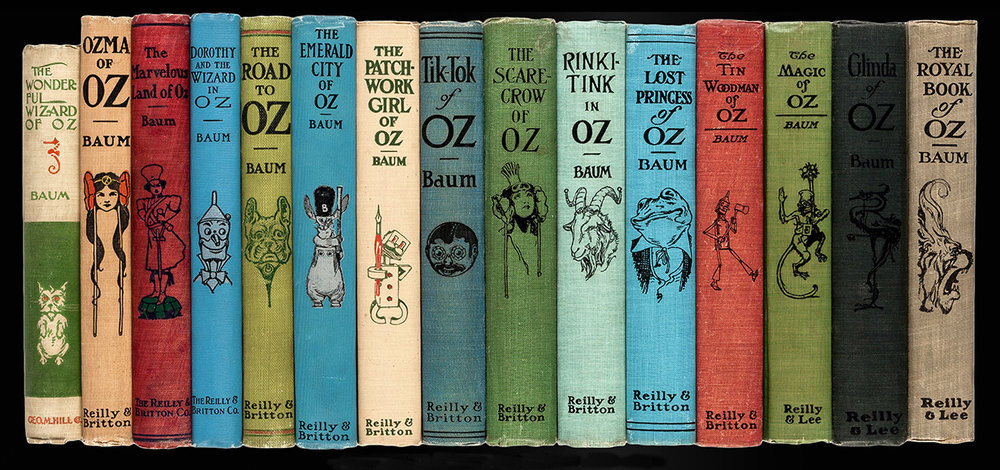 THE
WONDER-
FUL
WIZARD
OF OZ
BAUM
GEO.M.HILL CO.
OZMA
OF
OZ
BAUM
Reilly &
Britton
The
Marvelous
Land of Oz
Baum
THE REILLY &
BRITTON CO.
DOROTHY
AND THE
WIZARD
IN
OZ
BAUM
THE REILLY &
BRITTON CO.
THE
ROAD
TO
OZ
BAUM
Reilly &
Britton
THE
EMERALD
CITY
OF
OZ
BAUM
B
Reilly &
Britton
THE
PATCH-
WORK
GIRL
OF
OZ
BAUM
Reilly &
Britton
Tik-Tok
of
OZ
Baum
Reilly &
Britton
THE
SCARE-
CROW
OF
OZ
Reilly &
Britton
RINKI-
TINK
IN
OZ
BAUM
Reilly &
Britton
THE
LOST
PRINCESS
of
OZ
BAUM
Reilly &
Britton
The
TIN
WOODMAN
of
OZ
BAUM
Reilly &
Britton
The
MAGIC
of
OZ
BAUM
Reilly
& Lee
Glinda
of
OZ
Baum
Reilly
& Lee
THE
ROYAL
BOOK
of
OZ
BAUM
Reilly
& Lee